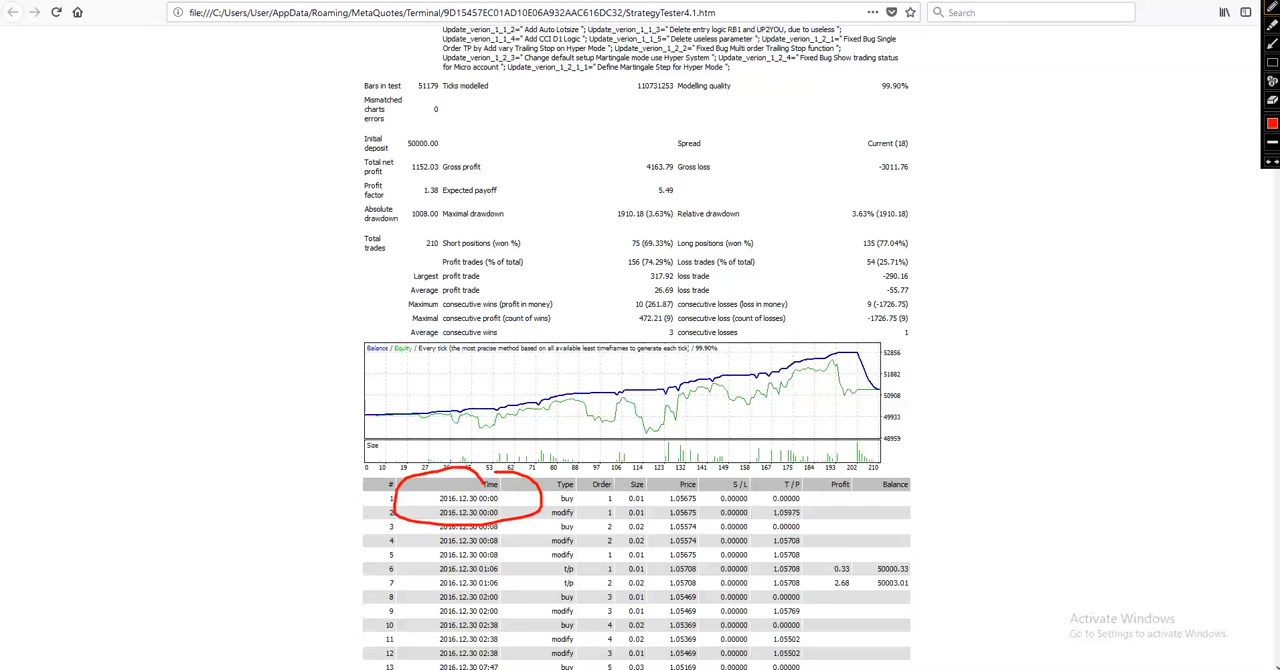 file:///C:/Users/User/AppData/Roaming/MetaQuotes/Terminal/9D15457EC01AD10E06A932AAC616DC32/StrategyTester4.1.htm
Search
Update_verion_1_1_2=" Add Auto Lotsize "; Update_verion_1_1_3=" Delete entry logic RB1 and UP2YOU, due to useless ";
Update_verion_1_1_4=" Add CCI D1 Logic "; Update_verion_1_1_5=" Delete useless parameter "; Update_verion_1_2_1=" Fixed Bug Single
Order TP by Add vary Trailing Stop on Hyper Mode "; Update_verion_1_2_2=" Fixed Bug Multi order Trailing Stop function ";
Update_verion_1_2_3=" Change default setup Martingale mode use Hyper System "; Update_verion_1_2_4=" Fixed Bug Show trading status
for Micro account "; Update_verion_1_2_1_1=" Define Martingale Step for Hyper Mode ";
Bars in test 51179 Ticks modelled 110731253 Modelling quality 99.90%
Mismatched
charts 0
errors
Initial
deposit 50000.00 Spread Current (18)
Total net
profit 1152.03 Gross profit 4163.79 Gross loss -3011.76
Profit
factor 1.38 Expected payoff 5.49
Absolute
drawdown 1008.00 Maximal drawdown 1910.18 (3.63%) Relative drawdown 3.63% (1910.18)
Total
trades 210 Short positions (won %) 75 (69.33%) Long positions (won %) 135 (77.04%)
Profit trades (% of total) 156 (74.29%) Loss trades (% of total) 54 (25.71%)
Largest profit trade 317.92 loss trade -290.16
Average profit trade 26.69 loss trade -55.77
Maximum consecutive wins (profit in money) 10 (261.87) consecutive losses (loss in money) 9 (-1726.75)
Maximal consecutive profit (count of wins) 472.21 (9) consecutive loss (count of losses) -1726.75 (9)
Average consecutive wins 3 consecutive losses 1
Balance / Equity / Every tick (the most precise method based on all available least timeframes to generate each tick) / 99.90%
52856
51882
50908
49933
48959
Size
0 10 19 27 36 45 53 62 71 79 88 97 106 114 123 132 141 149 158 167 175 184 193 202 210
# Time Type Order Size Price S / L T / P Profit Balance
1 2016.12.30 00:00 buy 1 0.01 1.05675 0.00000 0.00000
2 2016.12.30 00:00 modify 1 0.01 1.05675 0.00000 1.05975
3 2016.12.30 00:08 buy 2 0.02 1.05574 0.00000 0.00000
4 2016.12.30 00:08 modify 2 0.02 1.05574 0.00000 1.05708
5 2016.12.30 00:08 modify 1 0.01 1.05675 0.00000 1.05708
6 2016.12.30 01:06 t/p 1 0.01 1.05708 0.00000 1.05708 0.33 50000.33
7 2016.12.30 01:06 t/p 2 0.02 1.05708 0.00000 1.05708 2.68 50003.01
8 2016.12.30 02:00 buy 3 0.01 1.05469 0.00000 0.00000
9 2016.12.30 02:00 modify 3 0.01 1.05469 0.00000 1.05769
10 2016.12.30 02:38 buy 4 0.02 1.05369 0.00000 0.00000
11 2016.12.30 02:38 modify 4 0.02 1.05369 0.00000 1.05502
12 2016.12.30 02:38 modify 3 0.01 1.05469 0.00000 1.05502
13 2016.12.30 07:47 buy 5 0.03 1.05169 0.00000 0.00000
Activate Windows
Go to Settings to activate Windows.